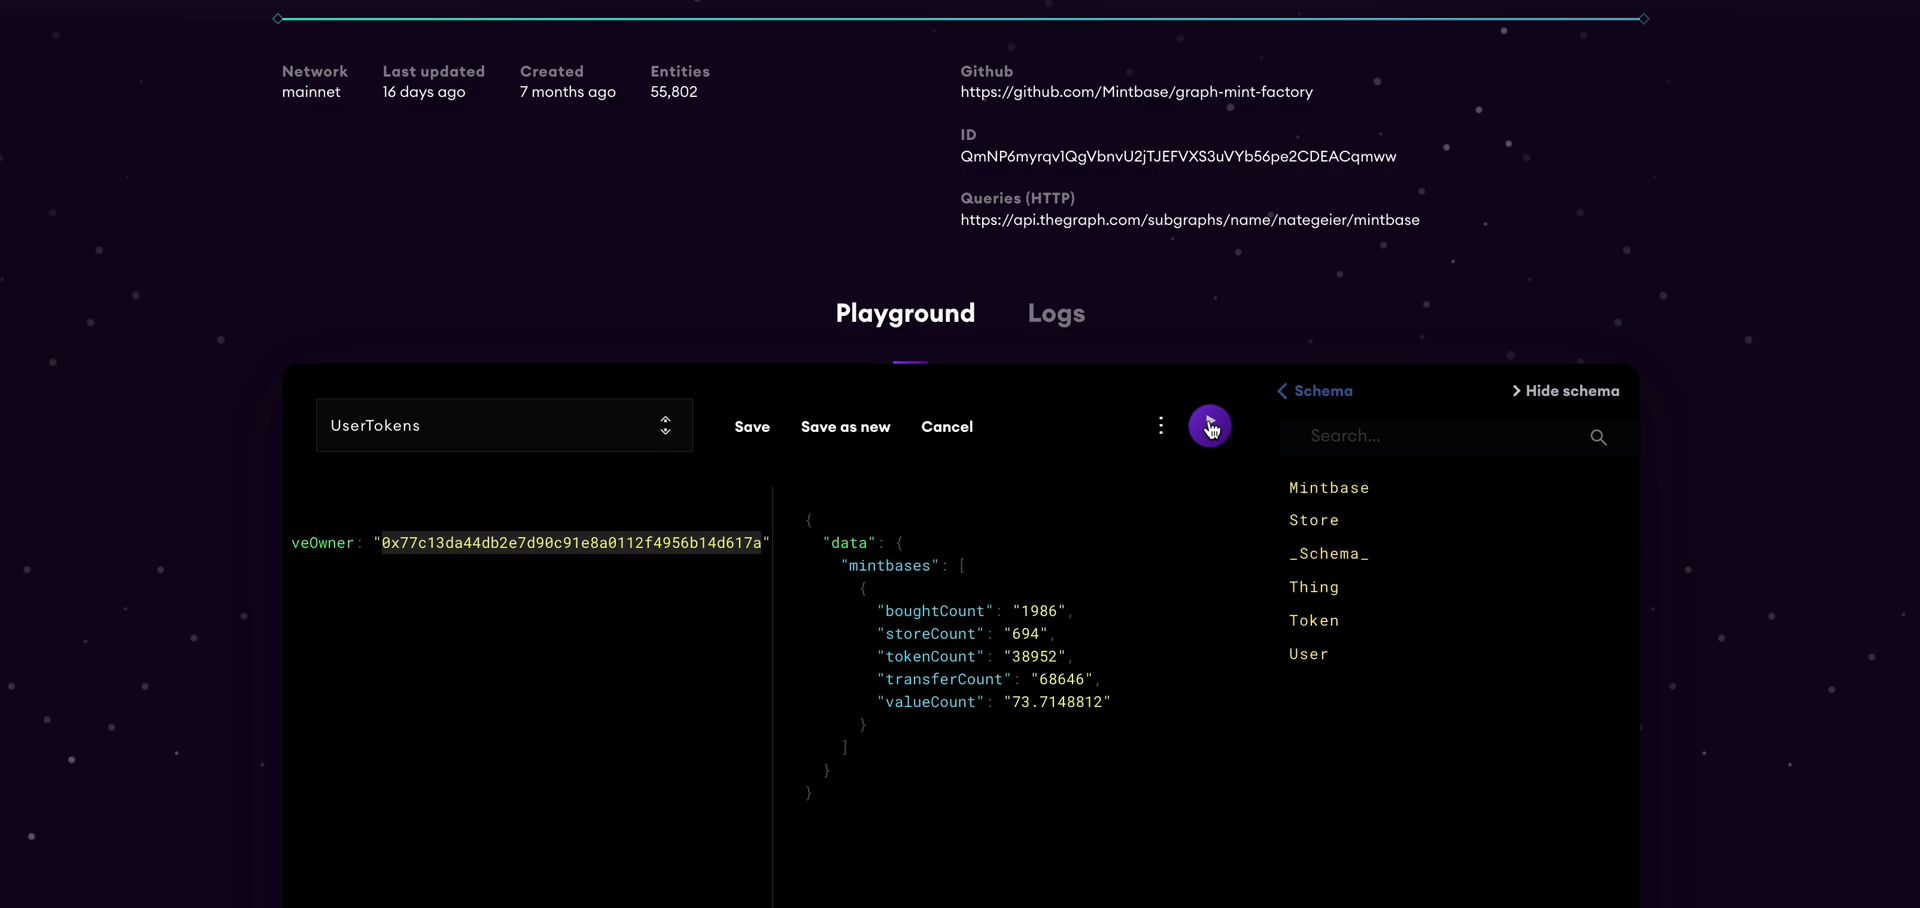 Network Last updated Created Entities
mainnet 16 days ago 7 months ago 55,802
Github
https://github.com/Mintbase/graph-mint-factory
ID
QmNP6myrqv1QgVbnvU2jTJEFVXS3uVYb56pe2CDEACqmww
Queries (HTTP)
https://api.thegraph.com/subgraphs/name/nategeier/mintbase
Playground Logs
UserTokens
Save Save as new Cancel
Schema
Hide schema
Search...
veOwner: "0x77c13da44db2e7d90c91e8a0112f4956b14d617a"
{
"data": {
"mintbases": [
{
"boughtCount": "1986",
"storeCount": "694",
"tokenCount": "38952",
"transferCount": "68646",
"valueCount": "73.7148812"
}
]
}
}
Mintbase
Store
_Schema_
Thing
Token
User